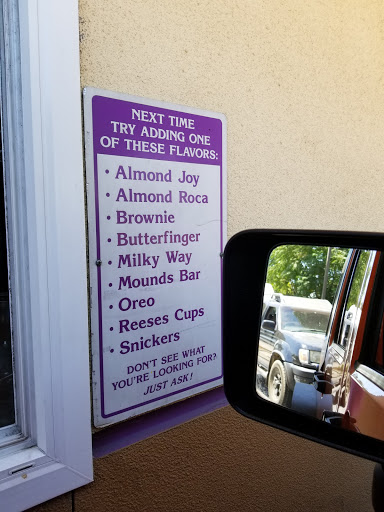 NEXT TIME
TRY ADDING ONE
OF THESE FLAVORS:
• Almond Joy
• Almond Roca
• Brownie
• Butterfinger
• Milky Way
• Mounds Bar
• Oreo
• Reeses Cups
• Snickers
DON'T SEE WHAT
YOU'RE LOOKING FOR?
JUST ASK!